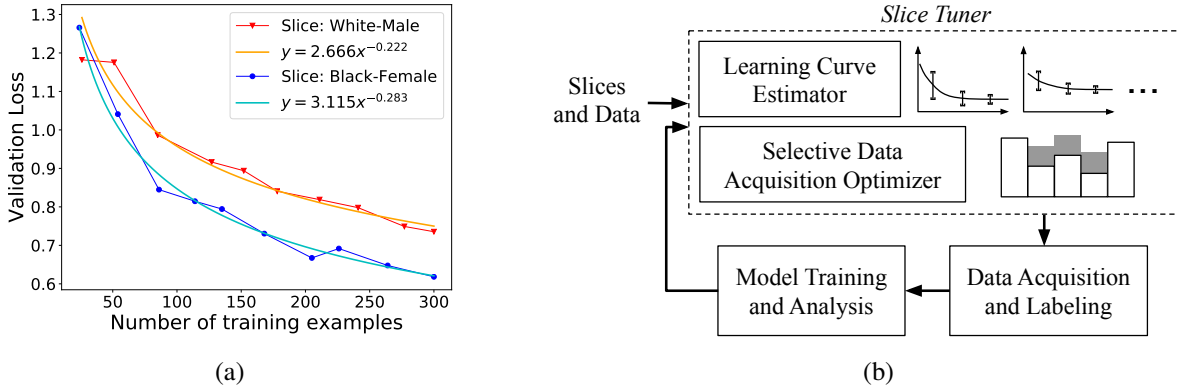 1.3
1.2
1.1
1.0
0.9
0.8
0.7
0.6
Validation Loss
50
100
150
200
250
300
Number of training examples
Slice: White-Male
y = 2.666x^{-0.222}
Slice: Black-Female
y = 3.115x^{-0.283}
(a)
Slice Tuner
Slices
and Data
Learning Curve
Estimator
...
Selective Data
Acquisition Optimizer
Model Training
and Analysis
Data Acquisition
and Labeling
(b)